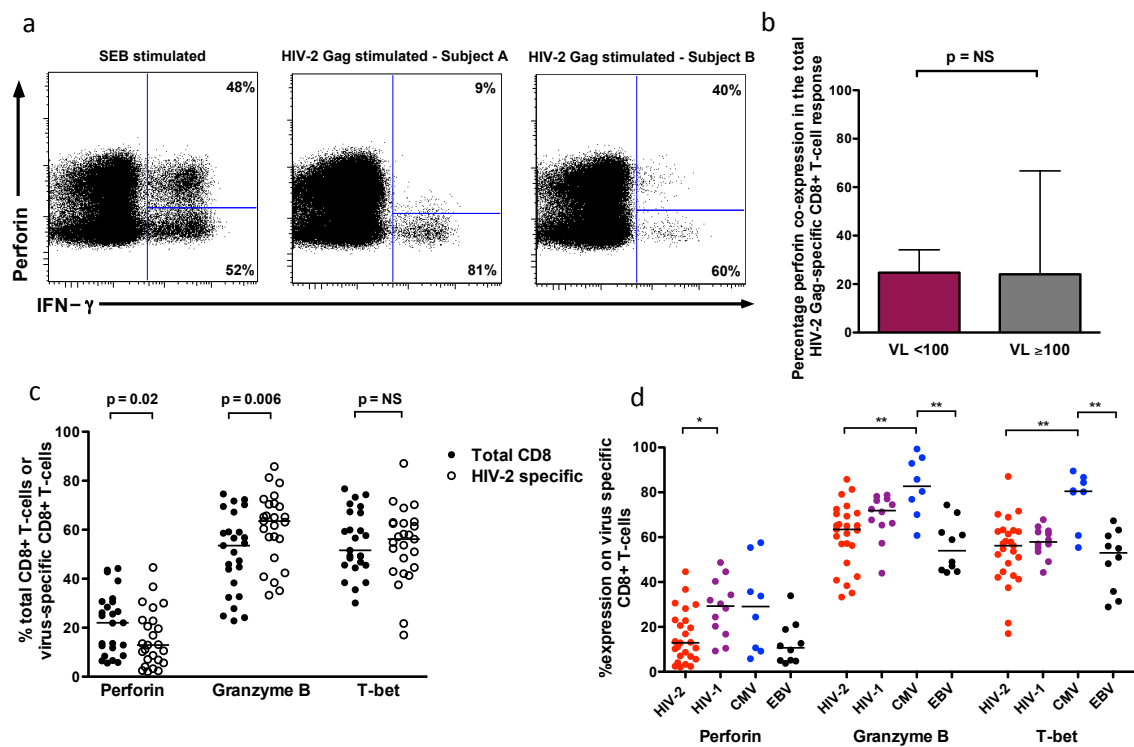 a
SEB stimulated
HIV-2 Gag stimulated - Subject A
HIV-2 Gag stimulated - Subject B
48%
9%
40%
Perforin
52%
81%
60%
IFN-γ
b
p = NS
Percentage perforin co-expression in the total
HIV-2 Gag-specific CD8+ T-cell response
100
80
60
40
20
0
VL <100
VL ≥100
c
p = 0.02
p = 0.006
p = NS
% total CD8+ T-cells or
virus-specific CD8+ T-cells
100
80
60
40
20
0
Total CD8
HIV-2 specific
Perforin
Granzyme B
T-bet
d
*
**
**
**
**
%expression on virus specific
CD8+ T-cells
100
80
60
40
20
0
HIV-2
HIV-1
CMV
EBV
HIV-2
HIV-1
CMV
EBV
HIV-2
HIV-1
CMV
EBV
Perforin
Granzyme B
T-bet